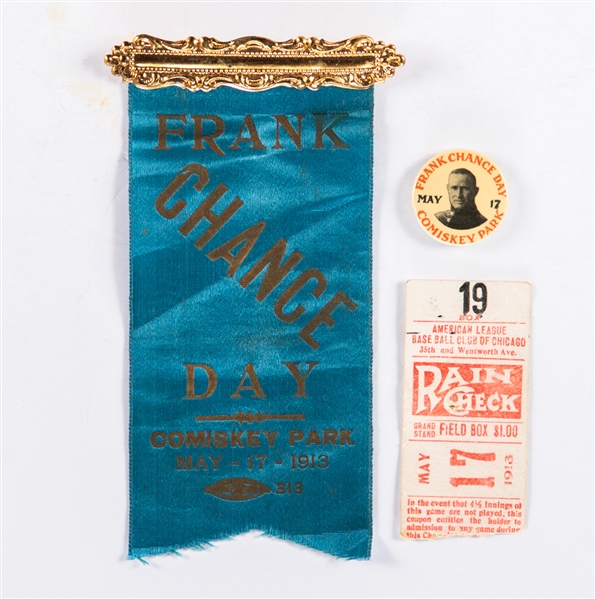 FRANK
CHANCE
DAY
COMISKEY PARK
MAY - 17 - 1913
313
FRANK CHANCE DAY
MAY 17
COMISKEY PARK
19
BOX
AMERICAN LEAGUE
BASE BALL CLUB OF CHICAGO
35th and Wentworth Ave.
RAIN
CHECK
GRAND STAND FIELD BOX $1.00
MAY 17 1913
In the event that 4½ innings of
this game are not played, this
coupon entitles the holder to
admission to any game during
this